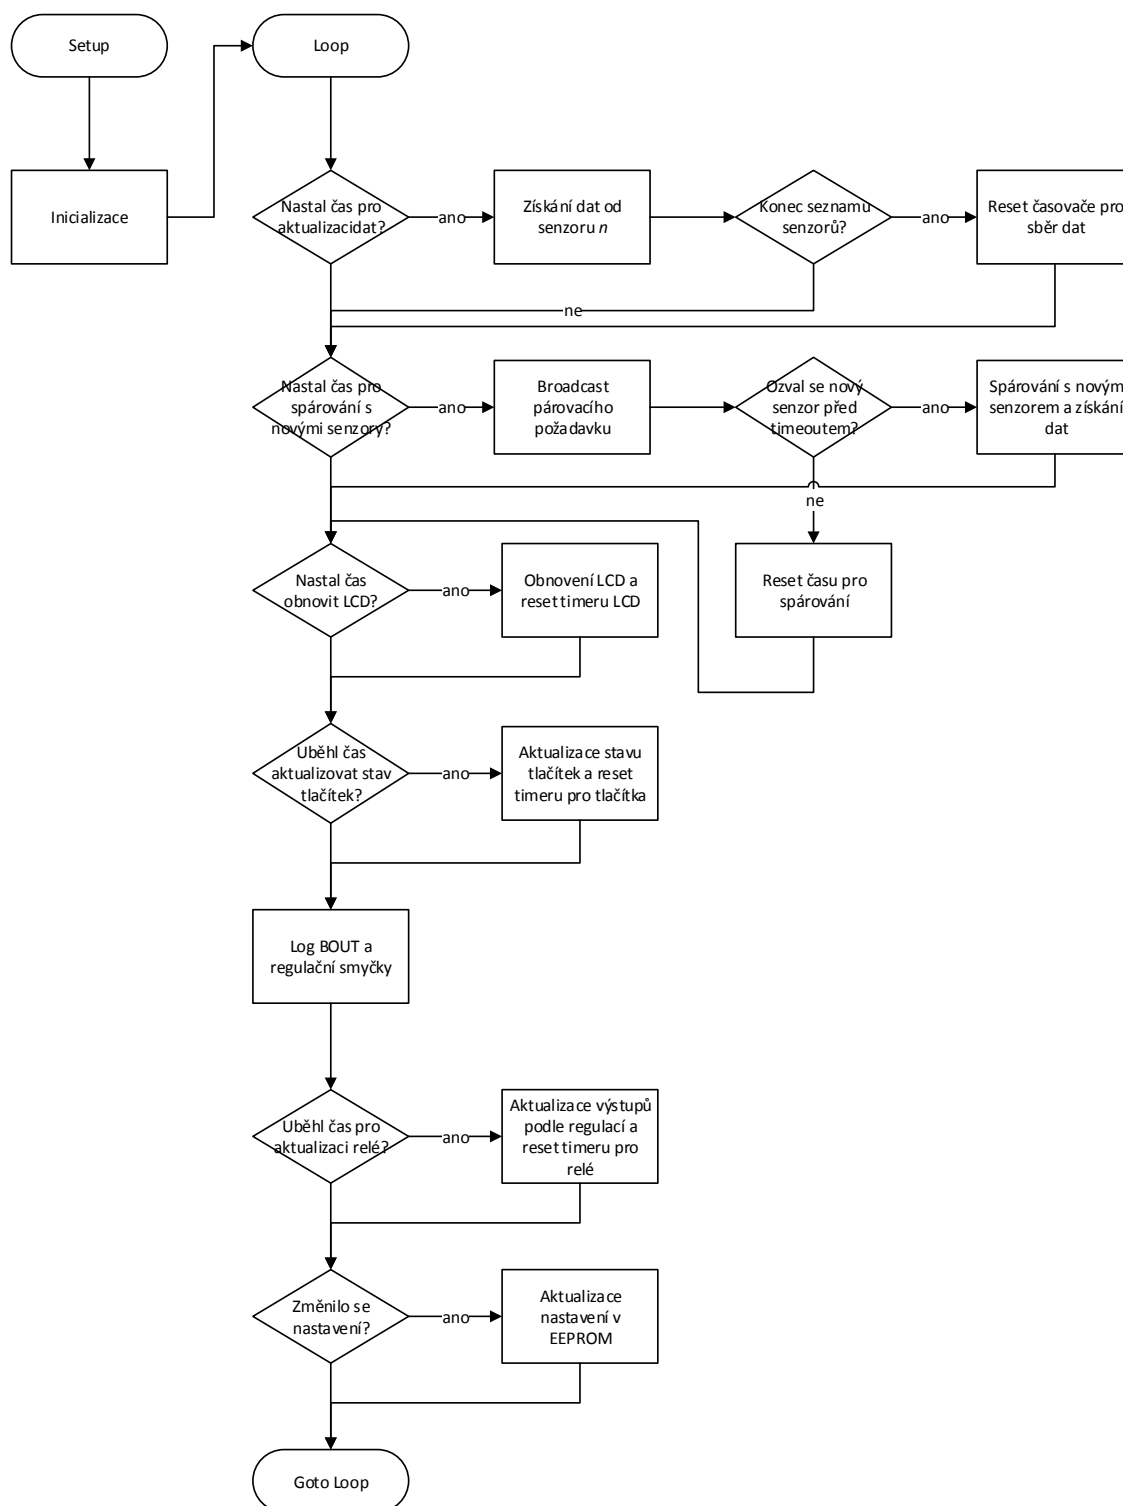 Setup
Loop
Inicializace
Nastal čas pro
aktualizacidat?
ano
Získání dat od
senzoru n
Konec seznamu
senzorů?
ano
Reset časovače pro
sběr dat
ne
Nastal čas pro
spárování s
novými senzory?
ano
Broadcast
párovacího
požadavku
Ozval se nový
senzor před
timeoutem?
ano
Spárování s novým
senzorem a získání
dat
ne
Nastal čas
obnovit LCD?
ano
Obnovení LCD a
reset timeru LCD
Reset času pro
spárování
Uběhl čas
aktualizovat stav
tlačítek?
ano
Aktualizace stavu
tlačítek a reset
timeru pro tlačítka
Log BOUT a
regulační smyčky
Uběhl čas pro
aktualizaci relé?
ano
Aktualizace výstupů
podle regulací a
reset timeru pro
relé
Změnilo se
nastavení?
ano
Aktualizace
nastavení v
EEPROM
Goto Loop